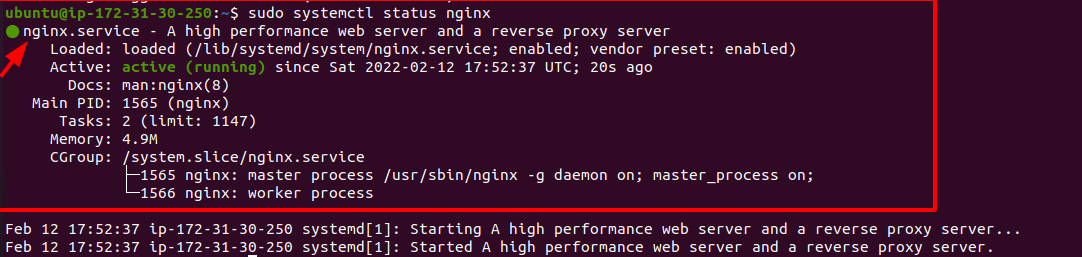 ubuntu@ip-172-31-30-250:~$ sudo systemctl status nginx
nginx.service - A high performance web server and a reverse proxy server
Loaded: loaded (/lib/systemd/system/nginx.service; enabled; vendor preset: enabled)
Active: active (running) since Sat 2022-02-12 17:52:37 UTC; 20s ago
Docs: man:nginx(8)
Main PID: 1565 (nginx)
Tasks: 2 (limit: 1147)
Memory: 4.9M
CGroup: /system.slice/nginx.service
├─1565 nginx: master process /usr/sbin/nginx -g daemon on; master_process on;
└─1566 nginx: worker process
Feb 12 17:52:37 ip-172-31-30-250 systemd[1]: Starting A high performance web server and a reverse proxy server...
Feb 12 17:52:37 ip-172-31-30-250 systemd[1]: Started A high performance web server and a reverse proxy server.